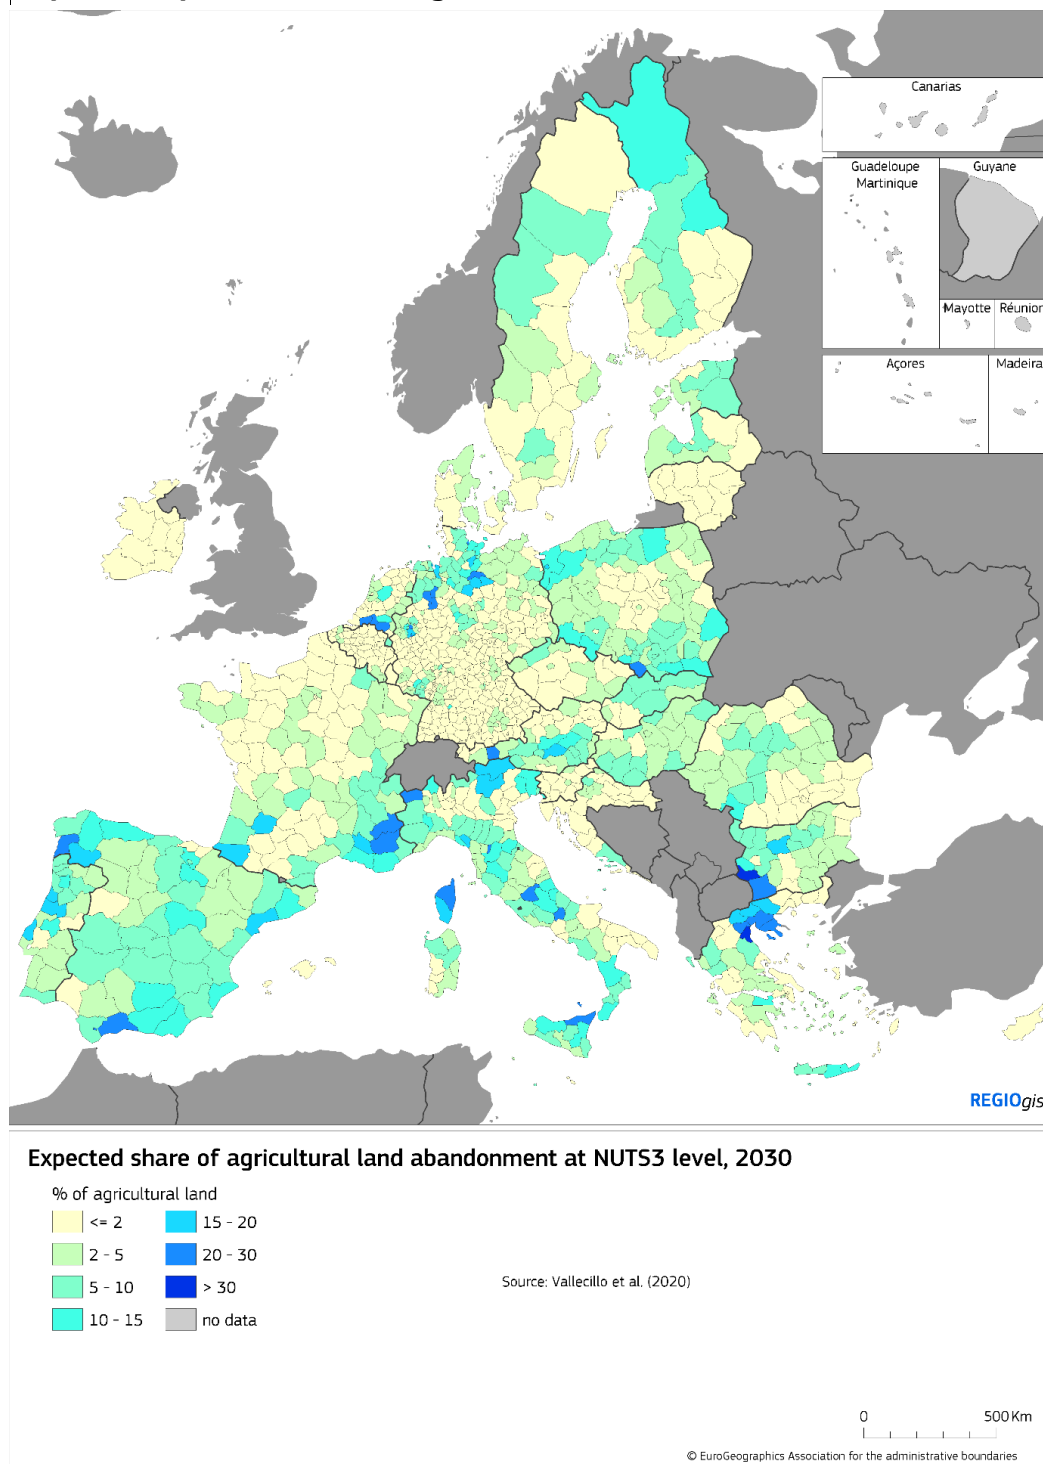 Canarias
Guadeloupe
Martinique
Guyane
Mayotte
Réunion
Açores
Madeira
REGIOgis
Expected share of agricultural land abandonment at NUTS3 level, 2030
% of agricultural land
<= 2
15 - 20
2 - 5
20 - 30
5 - 10
> 30
10 - 15
no data
Source: Vallecillo et al. (2020)
0
500 Km
© EuroGeographics Association for the administrative boundaries